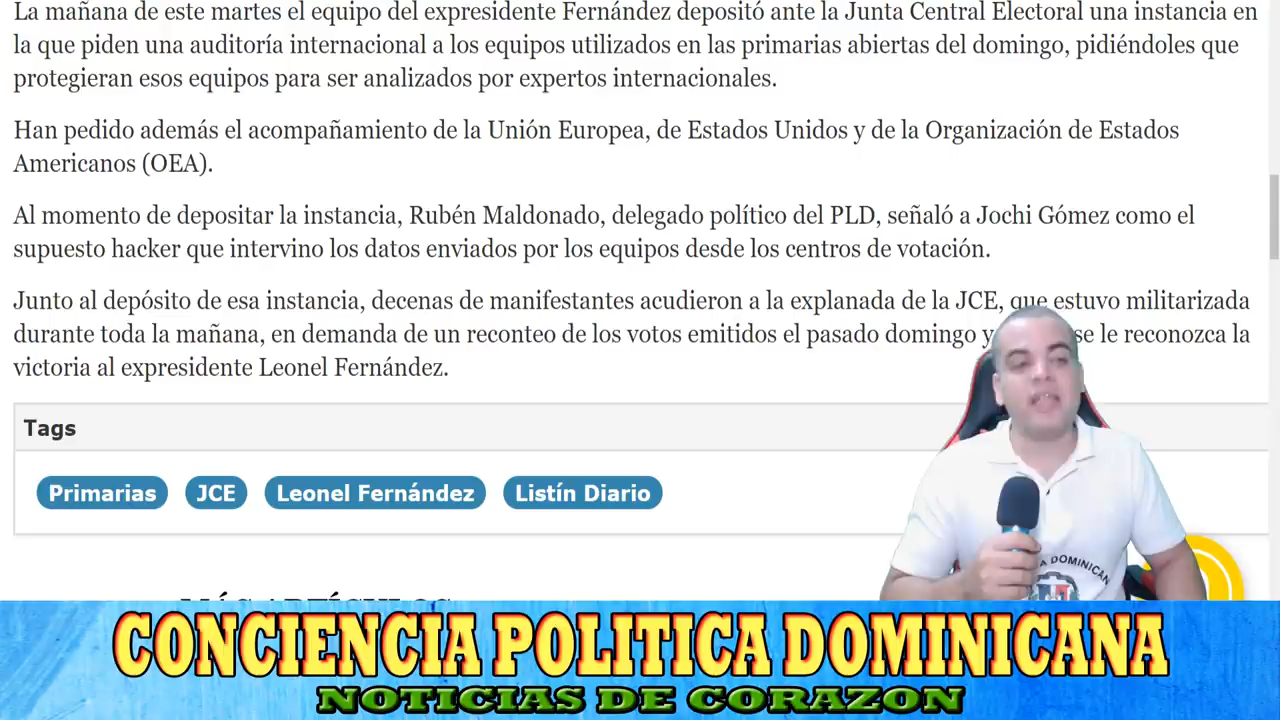 La mañana de este martes el equipo del expresidente Fernández depositó ante la Junta Central Electoral una instancia en
la que piden una auditoría internacional a los equipos utilizados en las primarias abiertas del domingo, pidiéndoles que
protegieran esos equipos para ser analizados por expertos internacionales.
Han pedido además el acompañamiento de la Unión Europea, de Estados Unidos y de la Organización de Estados
Americanos (OEA).
Al momento de depositar la instancia, Rubén Maldonado, delegado político del PLD, señaló a Jochi Gómez como el
supuesto hacker que intervino los datos enviados por los equipos desde los centros de votación.
Junto al depósito de esa instancia, decenas de manifestantes acudieron a la explanada de la JCE, que estuvo militarizada
durante toda la mañana, en demanda de un reconteo de los votos emitidos el pasado domingo y se le reconozca la
victoria al expresidente Leonel Fernández.
Tags
Primarias JCE Leonel Fernández Listín Diario
MÁS ARTÍCULOS
A DOMINICAN
CONCIENCIA POLITICA DOMINICANA
NOTICIAS DE CORAZON